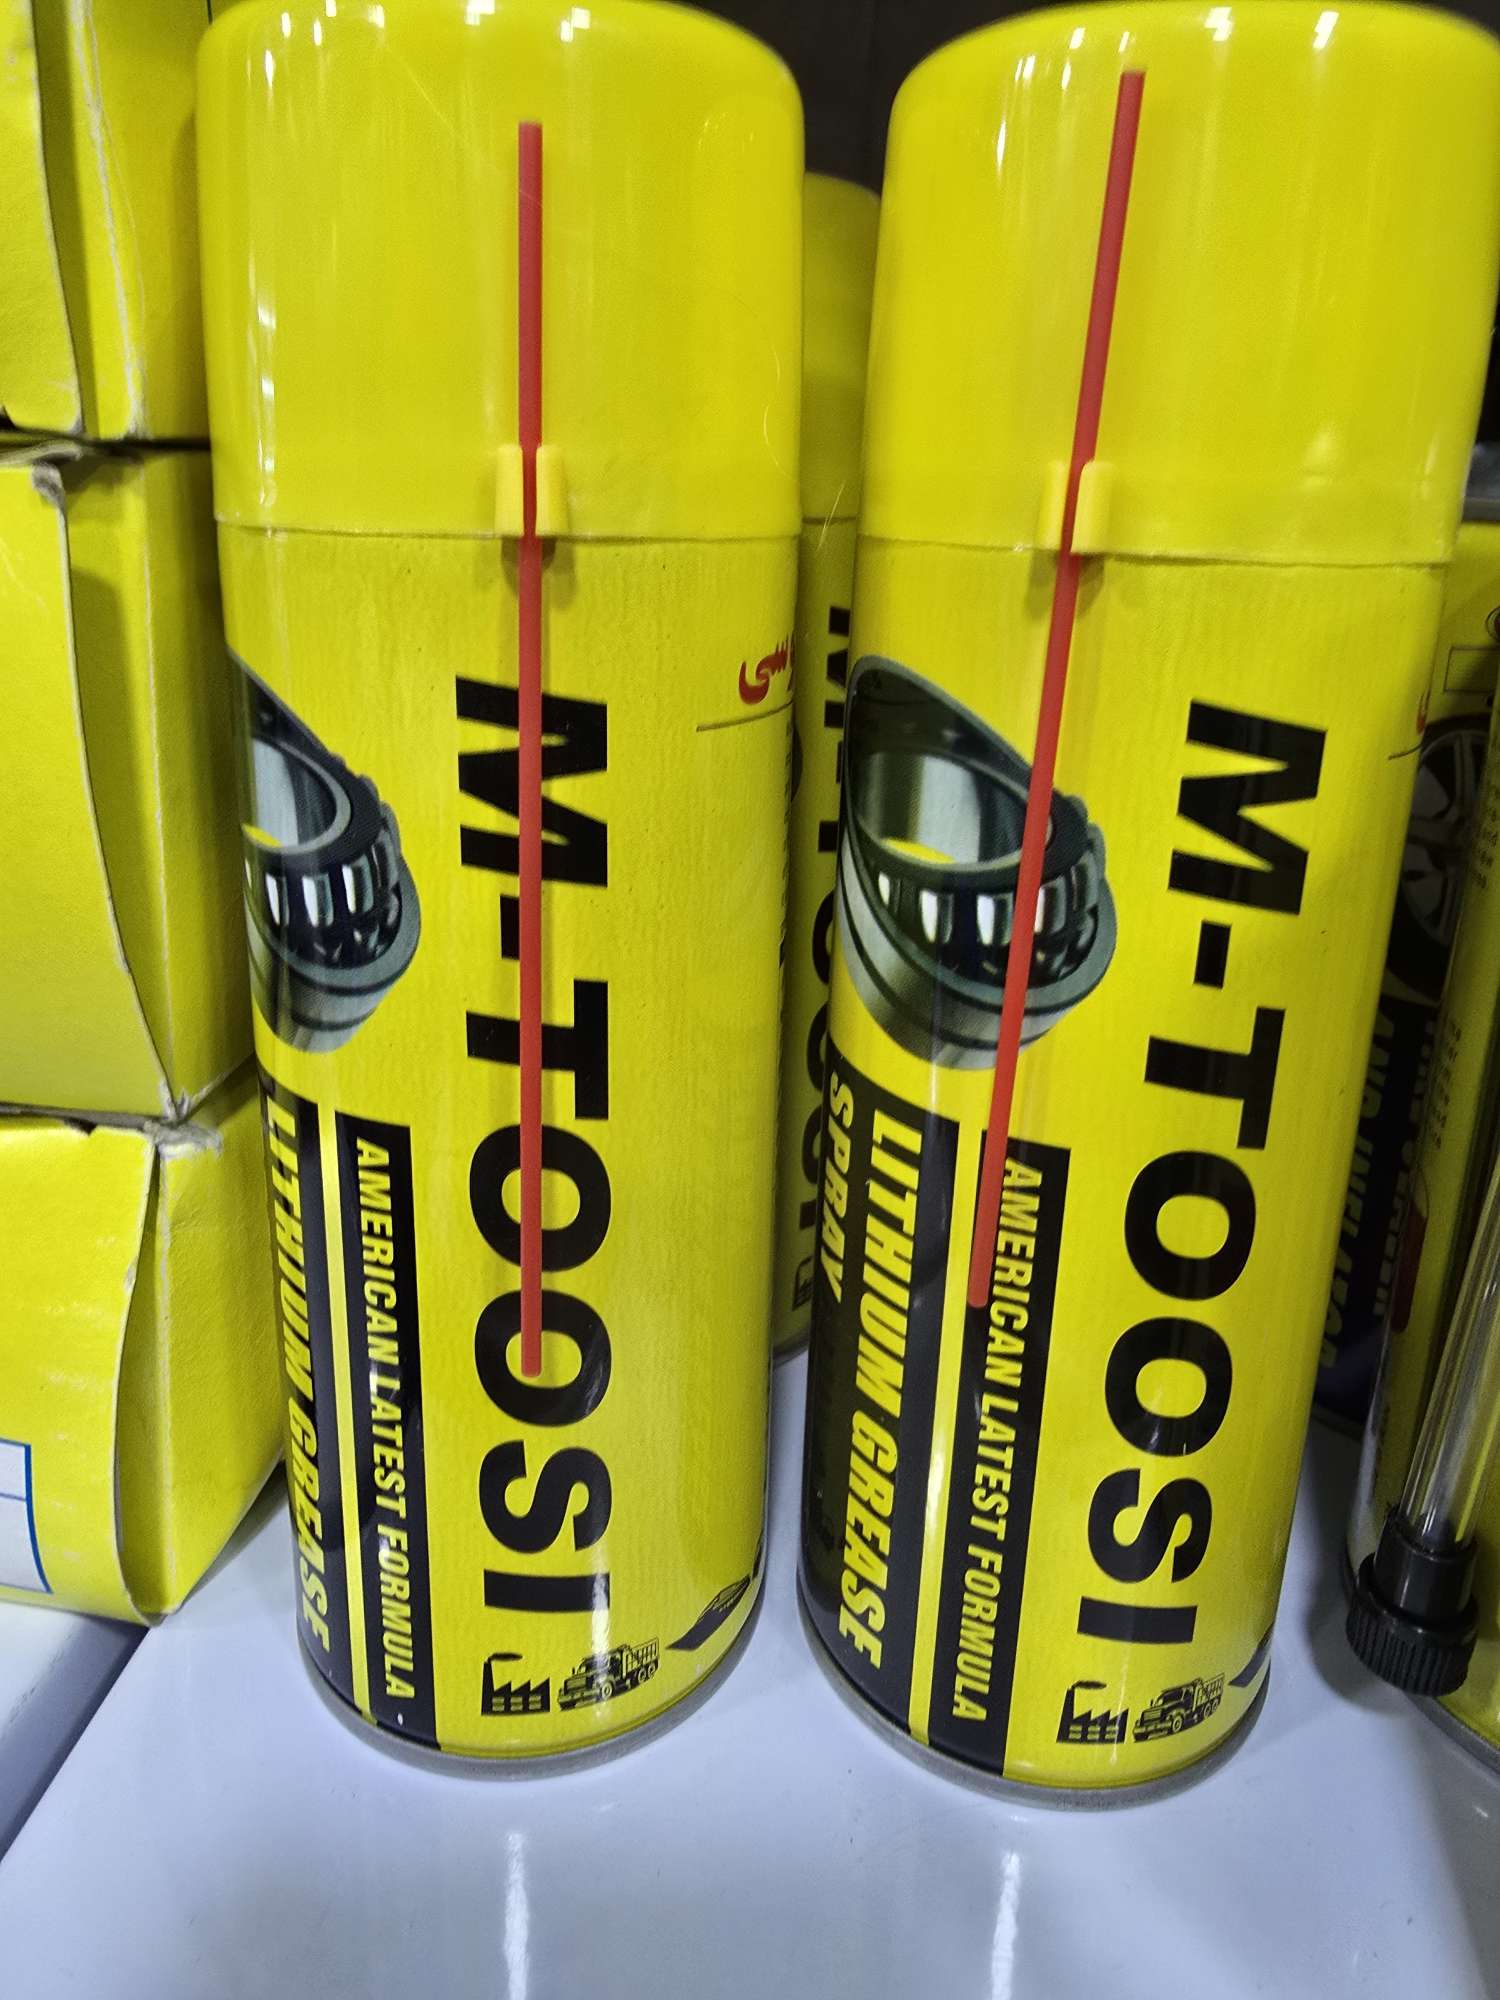 M-TOOSI
AMERICAN LATEST FORMULA
LITHIUM GREASE
M-TOOSI
AMERICAN LATEST FORMULA
LITHIUM GREASE
SPRAY